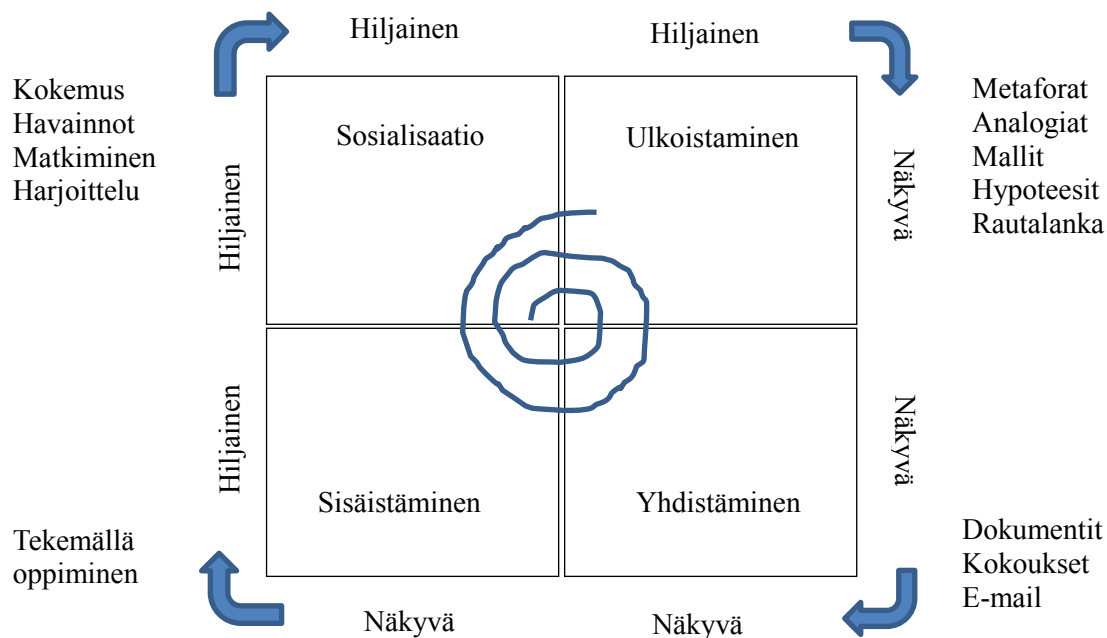 Hiljainen
Hiljainen
Kokemus
Havainnot
Matkiminen
Harjoittelu
Hiljainen
Sosialisaatio
Ulkoistaminen
Näkyvä
Metaforat
Analogiat
Mallit
Hypoteesit
Rautalanka
Hiljainen
Sisäistäminen
Yhdistäminen
Näkyvä
Tekemällä
oppiminen
Dokumentit
Kokoukset
E-mail
Näkyvä
Näkyvä